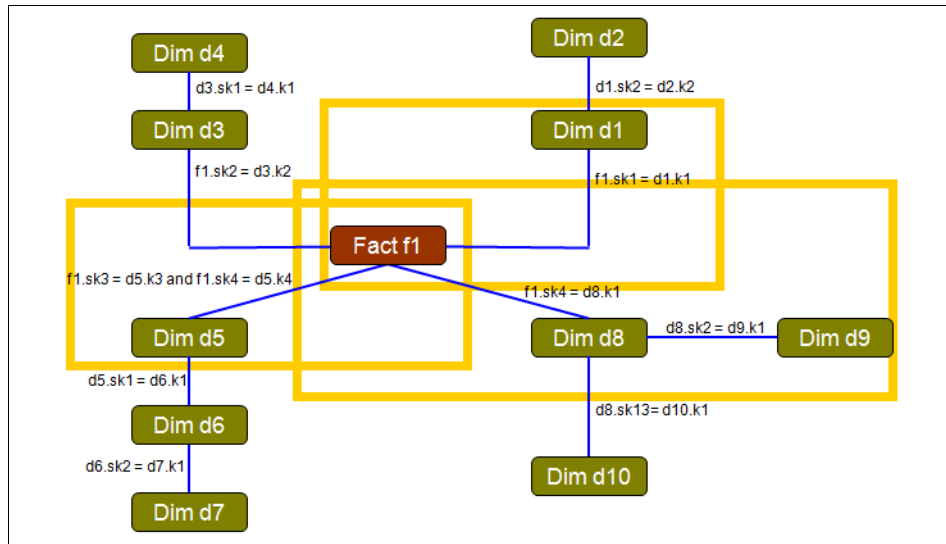 Dim d4
Dim d2
d3.sk1 = d4.k1
d1.sk2 = d2.k2
Dim d3
Dim d1
f1.sk2 = d3.k2
f1.sk1 = d1.k1
Fact f1
f1.sk3 = d5.k3 and f1.sk4 = d5.k4
f1.sk4 = d8.k1
Dim d5
Dim d8
d8.sk2 = d9.k1
Dim d9
d5.sk1 = d6.k1
Dim d6
d8.sk13= d10.k1
d6.sk2 = d7.k1
Dim d10
Dim d7